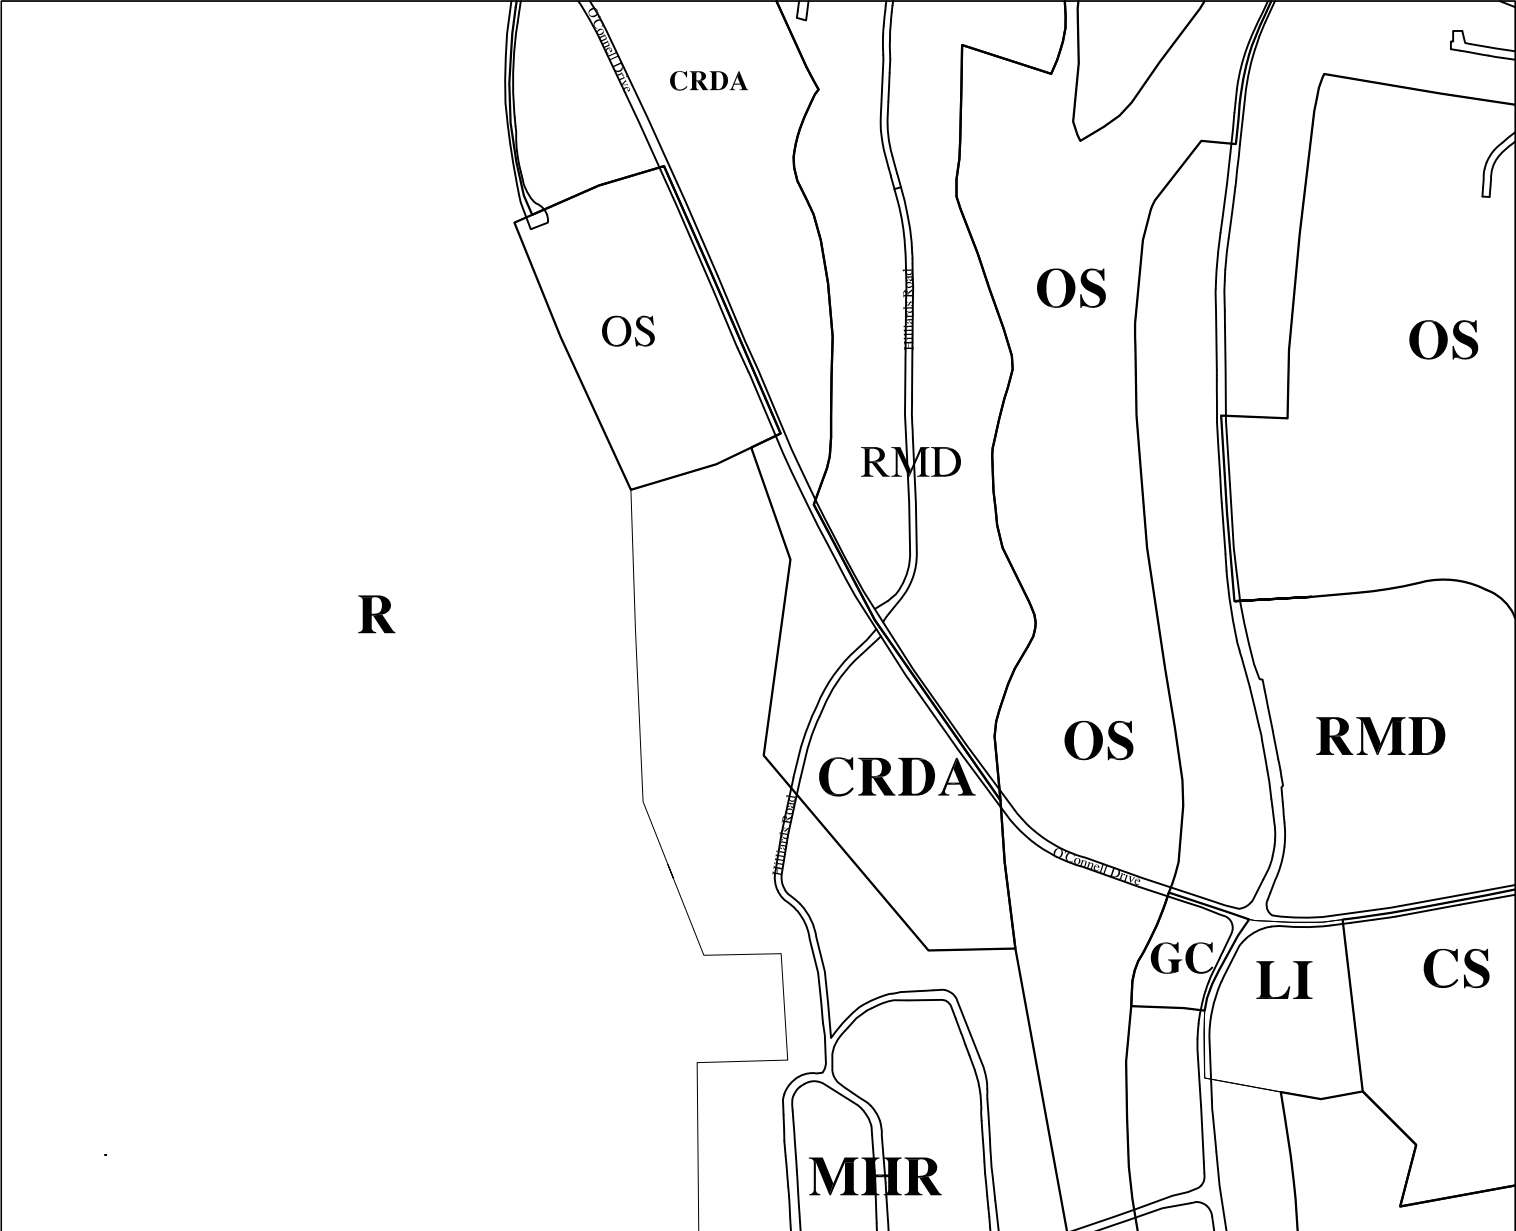 O'Connell Drive
CRDA
OS
Hilliards Road
OS
OS
RMD
R
OS
RMD
CRDA
Hilliards Road
O'Connell Drive
GC
LI
CS
MHR